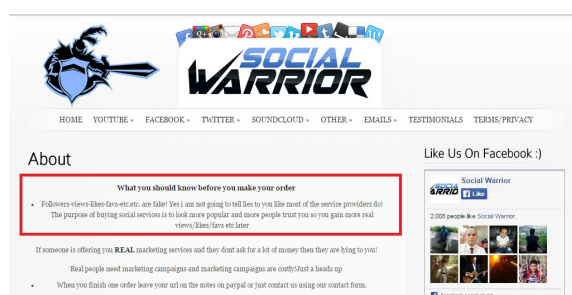 SOCIAL
WARRIOR
HOME YOUTUBE » FACEBOOK » TWITTER » SOUNDCLOUD » OTHER » EMAILS » TESTIMONIALS TERMS/PRIVACY
About
What you should know before you make your order
• Followers-views-likes-favs-etc.etc. are fake! Yes i am not going to tell lies to you like most of the service providers do!
The purpose of buying social services is to look more popular and more people trust you so you gain more real
views/likes/favs etc later
If someone is offering you REAL marketing services and they dont ask for a lot of money then they are lying to you!
Real people need marketing campaigns and marketing campaigns are costly!Just a heads up
• When you finish one order leave your url on the notes on paypal or just contact us using our contact form.
Like Us On Facebook :)
Social Warrior
Like
2,008 people like Social Warrior.